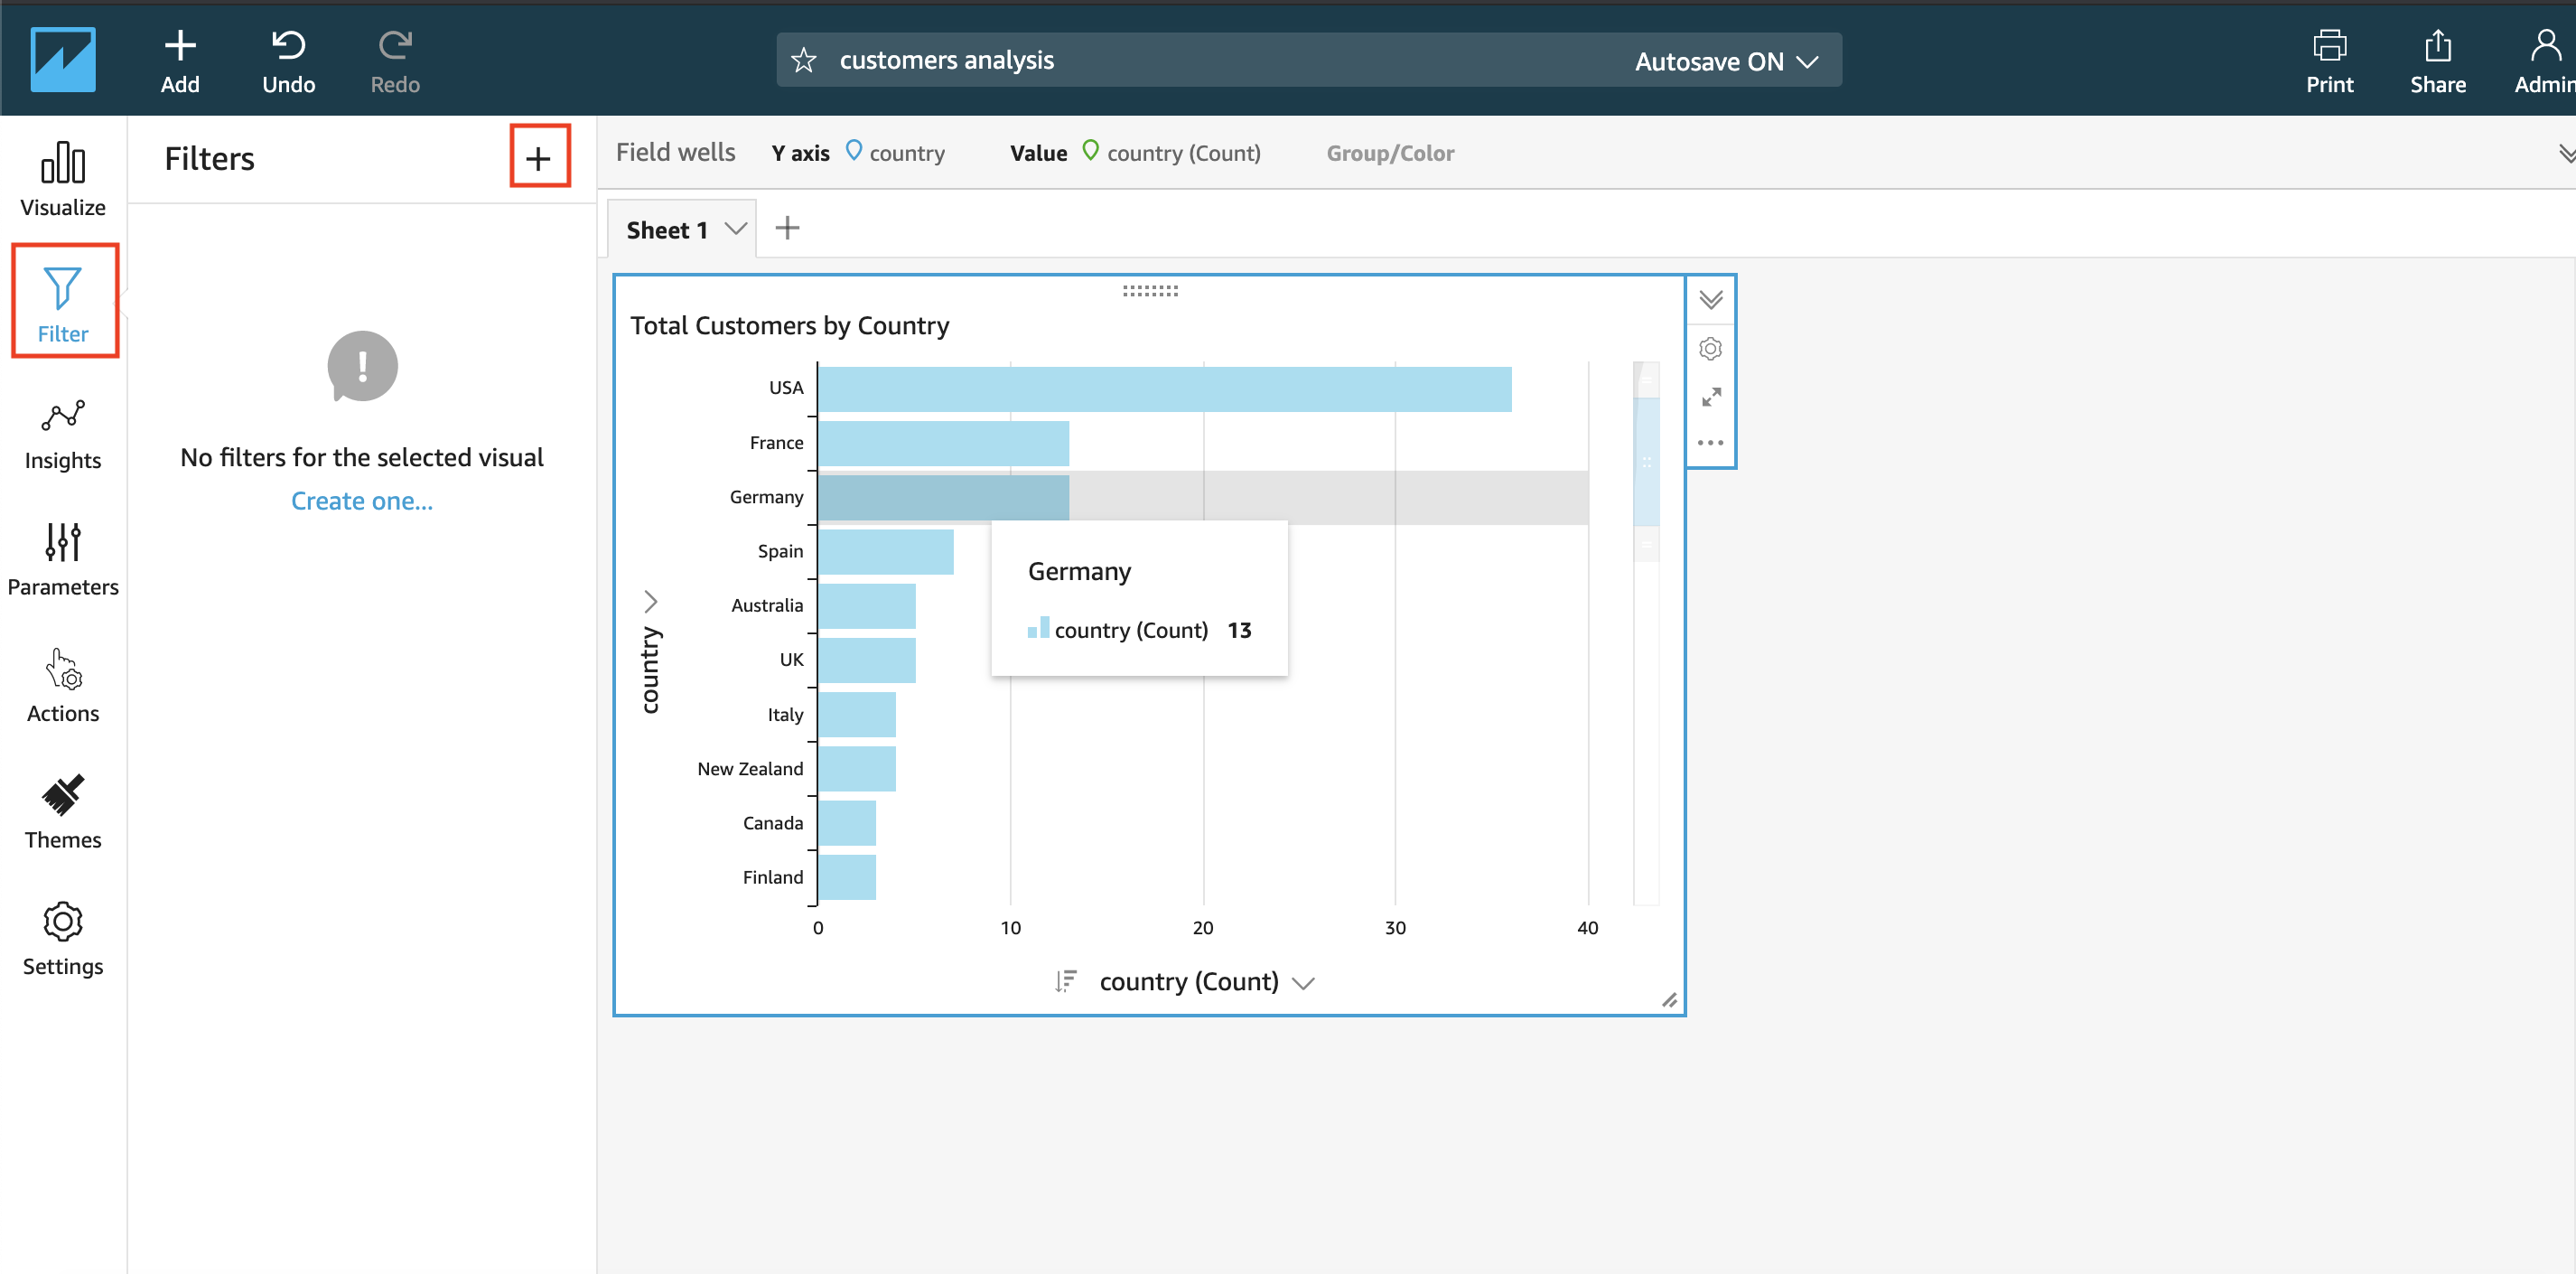 Add
Undo
Redo
customers analysis
Autosave ON
Print
Share
Admin
Visualize
Filter
Insights
Parameters
Actions
Themes
Settings
Filters
No filters for the selected visual
Create one...
Field wells Y axis country Value country (Count) Group/Color
Sheet 1
Total Customers by Country
country
USA
France
Germany
Spain
Australia
UK
Italy
New Zealand
Canada
Finland
Germany
country (Count) 13
0 10 20 30 40
country (Count)